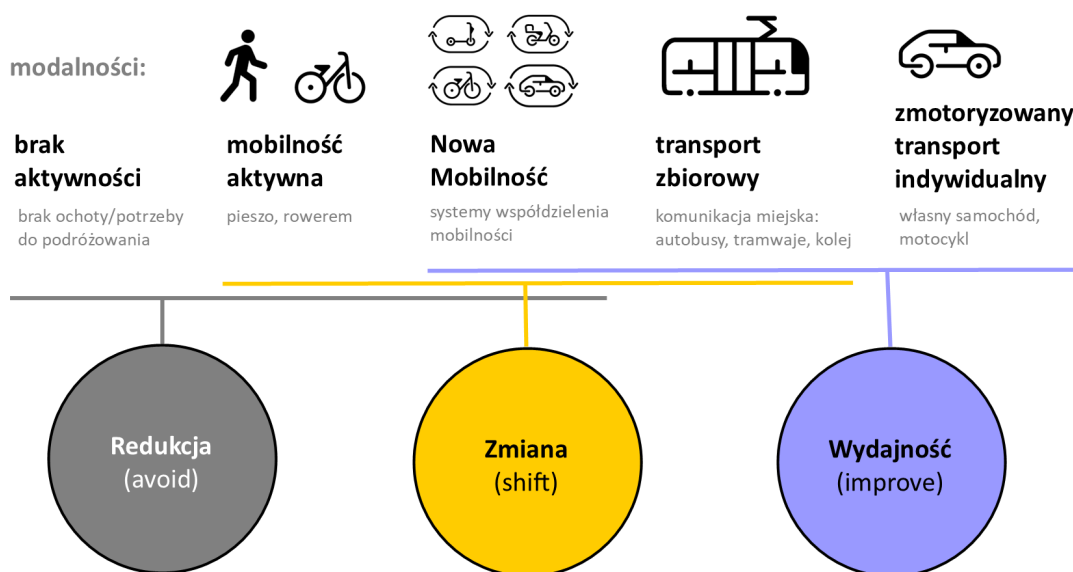 modalności:
brak
aktywności
brak ochoty/potrzeby
do podróżowania
mobilność
aktywna
pieszo, rowerem
Nowa
Mobilność
systemy współdzielenia
mobilności
transport
zbiorowy
komunikacja miejska:
autobusy, tramwaje, kolej
zmotoryzowany
transport
indywidualny
własny samochód,
motocykl
Redukcja
(avoid)
Zmiana
(shift)
Wydajność
(improve)